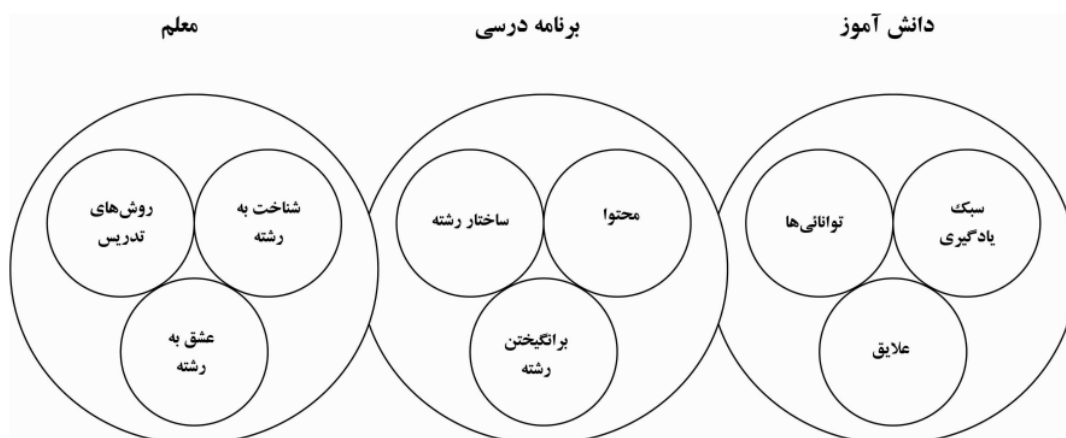 دانش آموز
برنامه درسی
معلم
سبک
یادگیری
توانائی‌ها
علایق
محتوا
ساختار رشته
برانگیختن
رشته
شناخت به
رشته
روش‌های
تدریس
عشق به
رشته